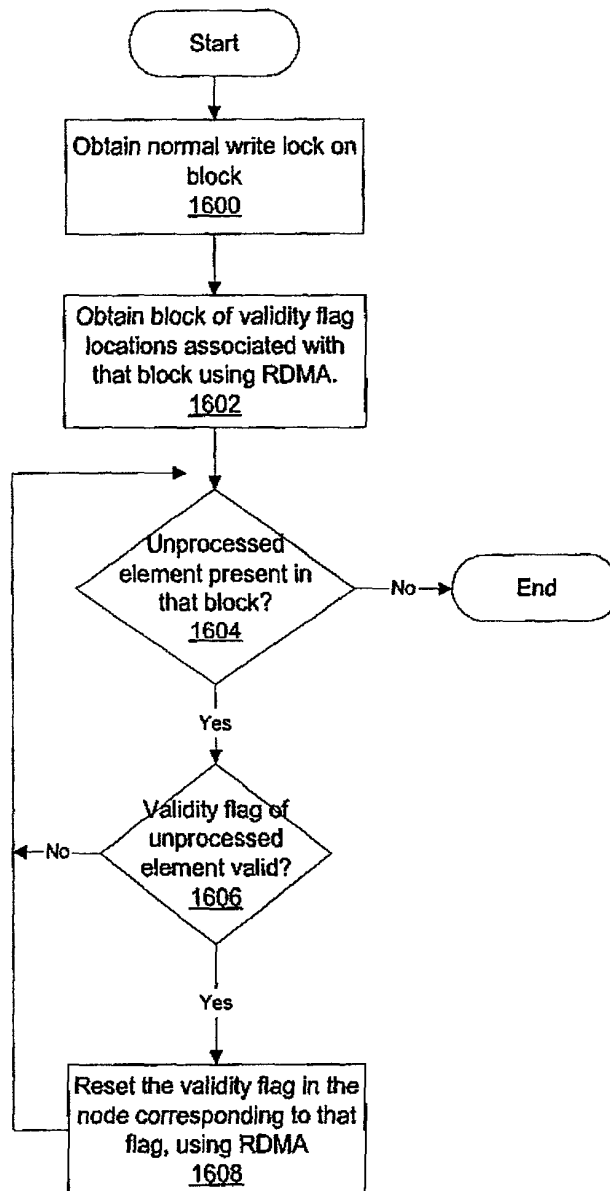 Start
Obtain normal write lock on
block
1600
Obtain block of validity flag
locations associated with
that block using RDMA.
1602
Unprocessed
element present in
that block?
1604
No
End
Yes
Validity flag of
unprocessed
element valid?
1606
No
Yes
Reset the validity flag in the
node corresponding to that
flag, using RDMA
1608